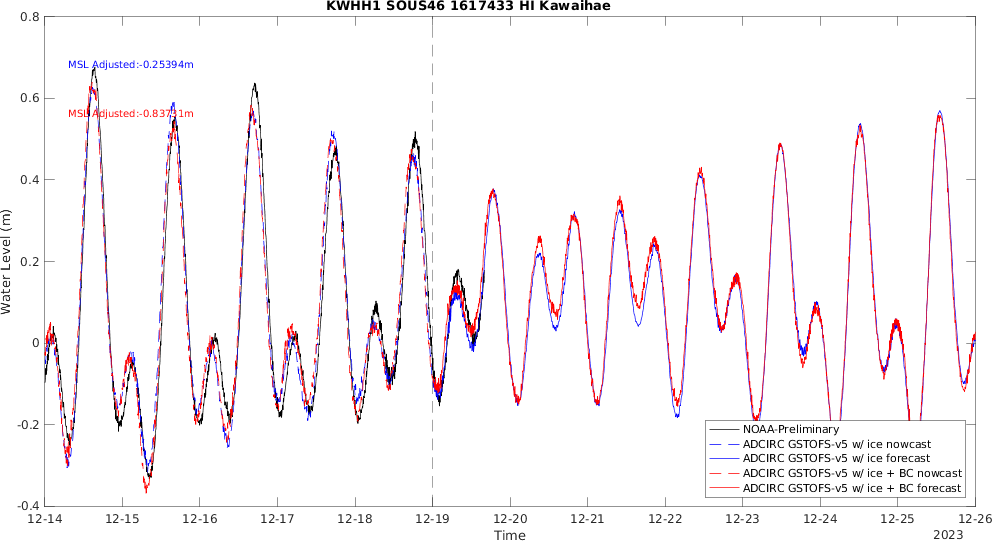 KWHH1 SOUS46 1617433 HI Kawaihae
0.8
0.6
0.4
0.2
0
-0.2
-0.4
Water Level (m)
MSL Adjusted:-0.25394m
MSL Adjusted:-0.83731m
NOAA-Preliminary
ADCIRC GSTOFS-v5 w/ ice nowcast
ADCIRC GSTOFS-v5 w/ ice forecast
ADCIRC GSTOFS-v5 w/ ice + BC nowcast
ADCIRC GSTOFS-v5 w/ ice + BC forecast
12-14 12-15 12-16 12-17 12-18 12-19 12-20 12-21 12-22 12-23 12-24 12-25 12-26
Time
2023